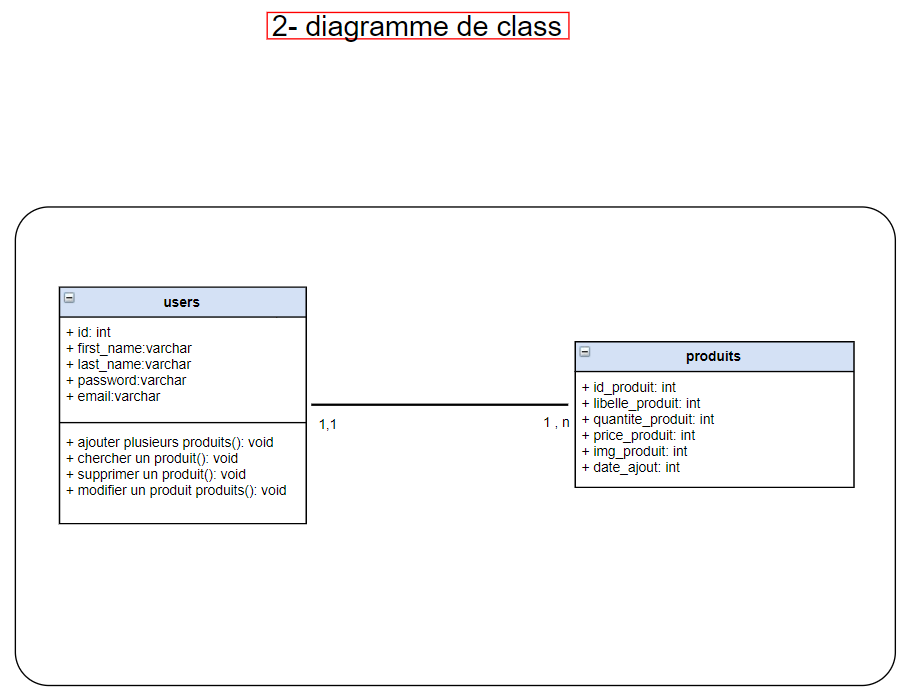 2- diagramme de class
users
+ id: int
+ first_name:varchar
+ last_name:varchar
+ password:varchar
+ email:varchar
+ ajouter plusieurs produits(): void
+ chercher un produit(): void
+ supprimer un produit(): void
+ modifier un produit produits(): void
1,1
1 , n
produits
+ id_produit: int
+ libelle_produit: int
+ quantite_produit: int
+ price_produit: int
+ img_produit: int
+ date_ajout: int